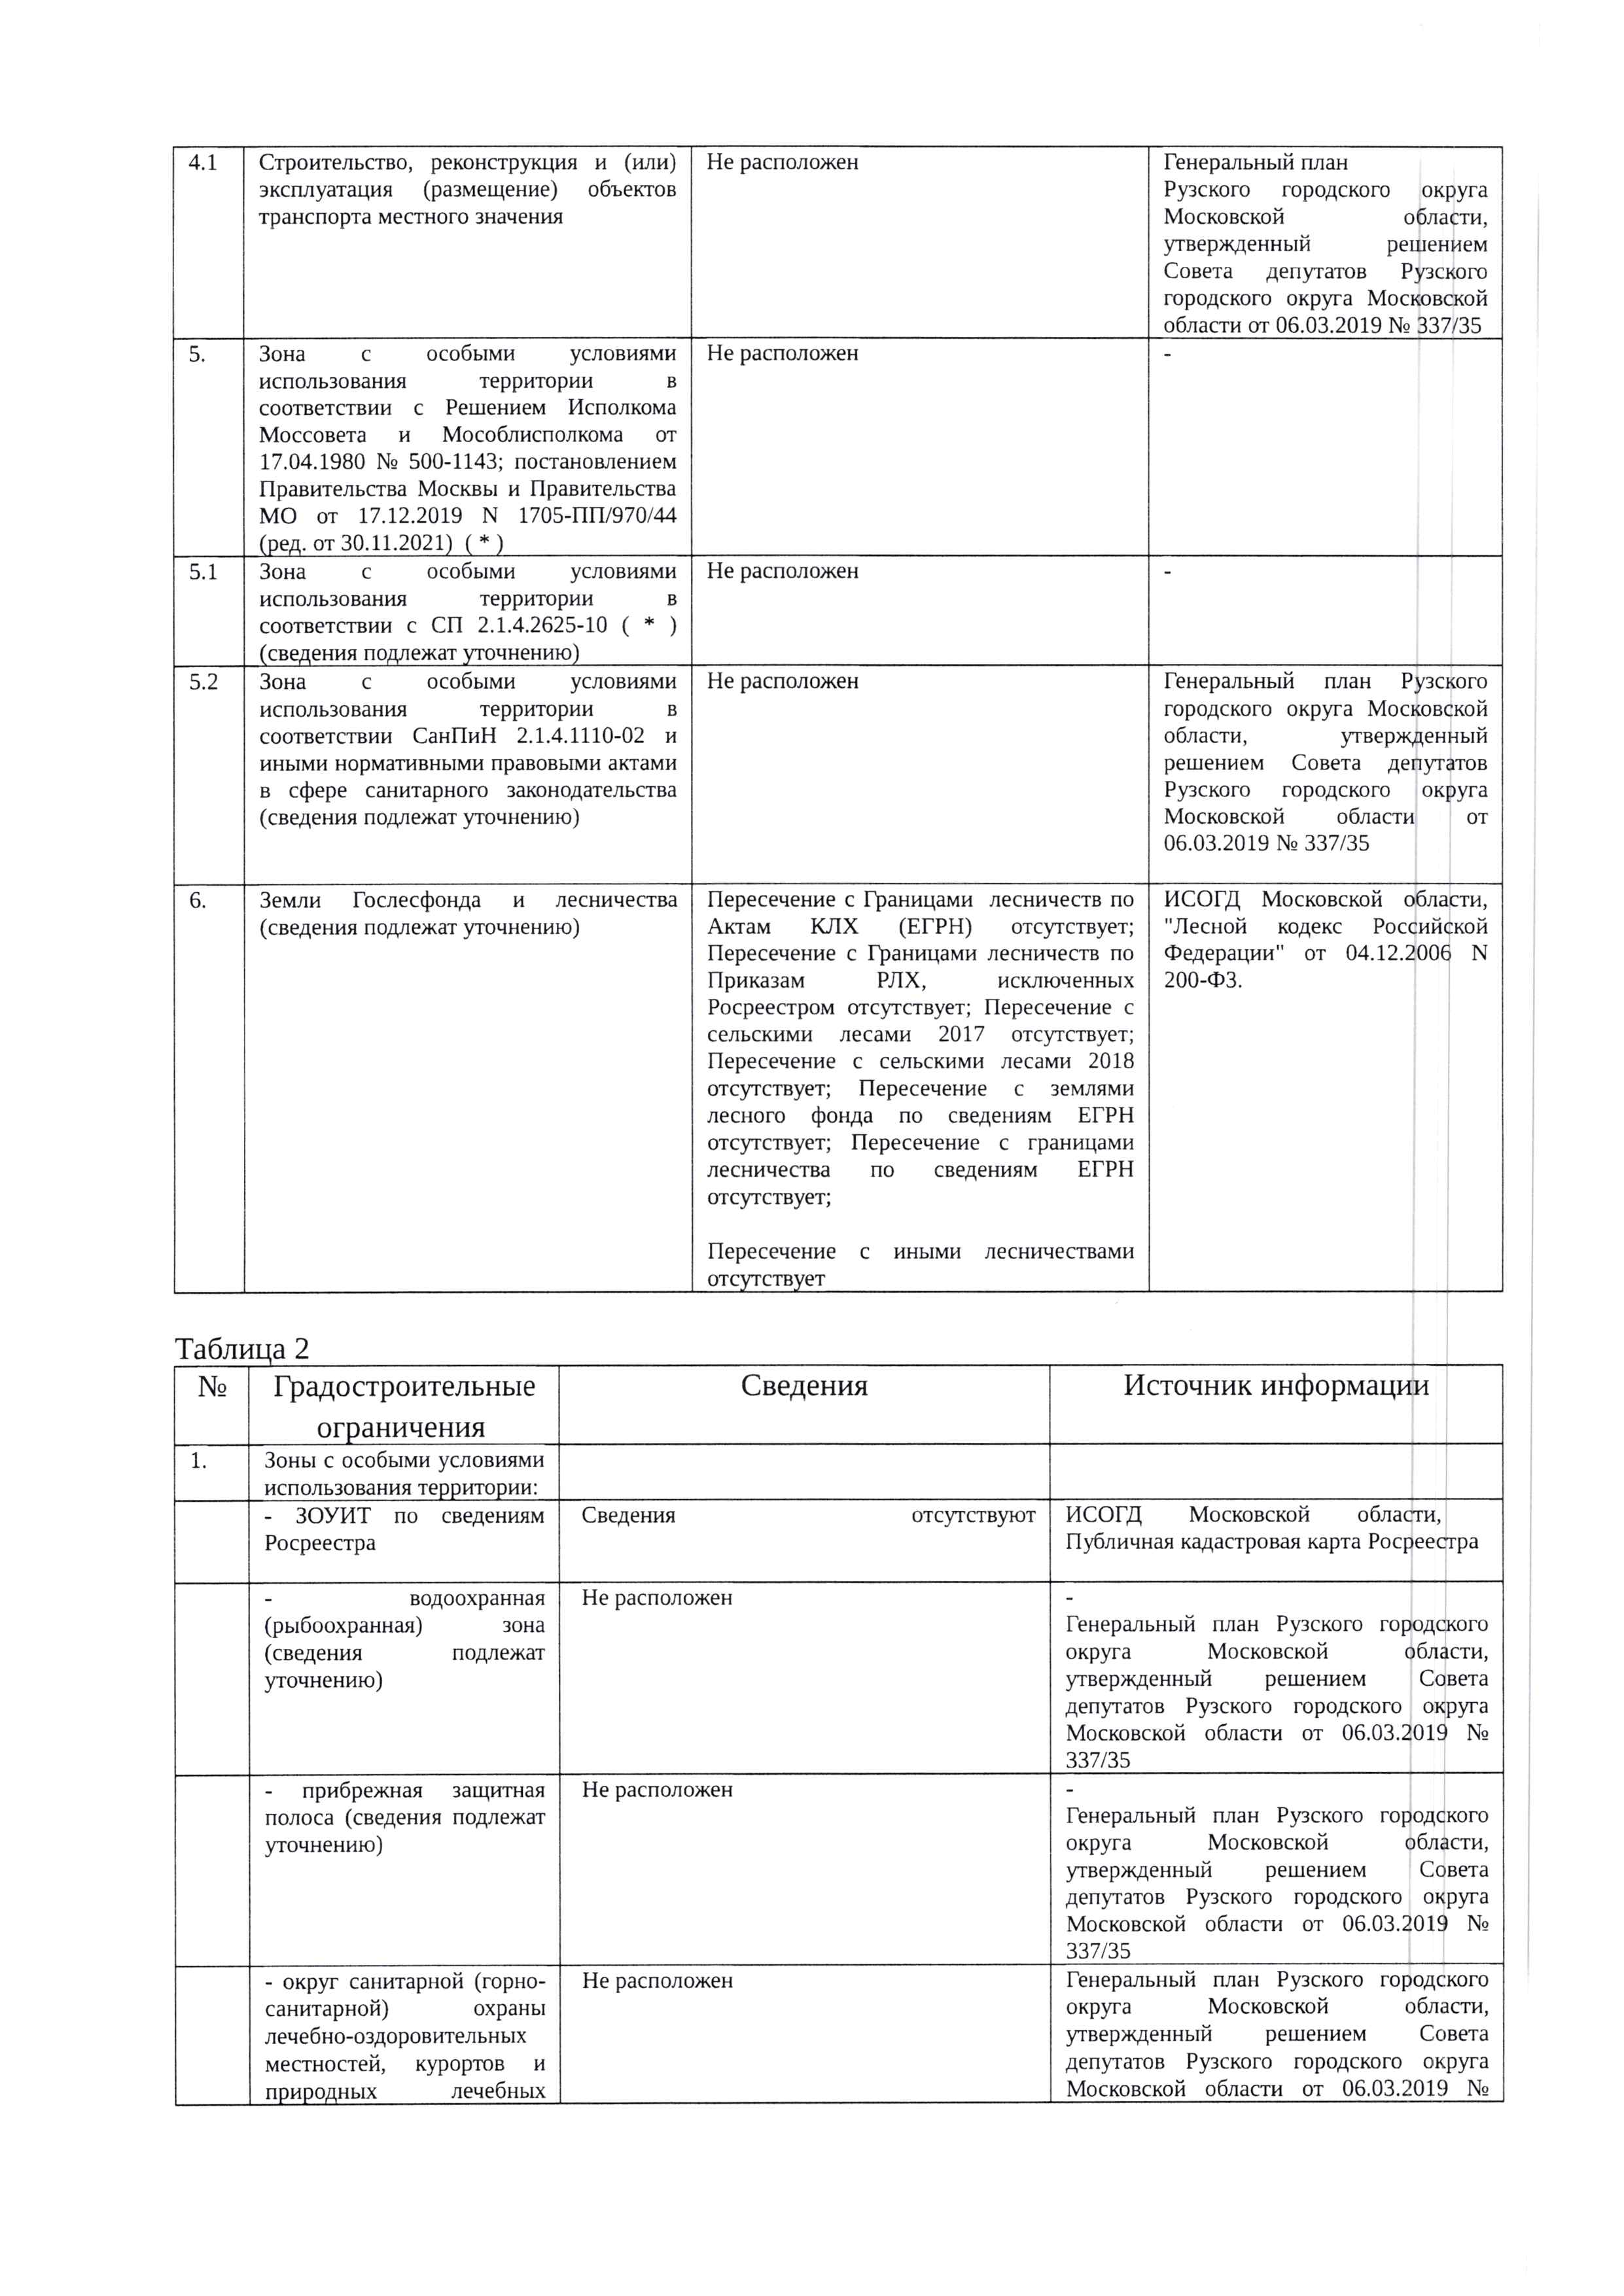 4.1
Строительство, реконструкция и (или)
эксплуатация (размещение) объектов
транспорта местного значения
Не расположен
Генеральный план
Рузского городского округа
Московской области,
утвержденный решением
Совета депутатов Рузского
городского округа Московской
области от 06.03.2019 № 337/35
5.
Зона с особыми условиями
использования территории в
соответствии с Решением Исполкома
Моссовета и Мособлисполкома от
17.04.1980 № 500-1143; постановлением
Правительства Москвы и Правительства
МО от 17.12.2019 N 1705-ПП/970/44
(ред. от 30.11.2021) ( * )
Не расположен
-
5.1
Зона с особыми условиями
использования территории в
соответствии с СП 2.1.4.2625-10 ( * )
(сведения подлежат уточнению)
Не расположен
-
5.2
Зона с особыми условиями
использования территории в
соответствии СанПиН 2.1.4.1110-02 и
иными нормативными правовыми актами
в сфере санитарного законодательства
(сведения подлежат уточнению)
Не расположен
Генеральный план Рузского
городского округа Московской
области, утвержденный
решением Совета депутатов
Рузского городского округа
Московской области от
06.03.2019 № 337/35
6.
Земли Гослесфонда и лесничества
(сведения подлежат уточнению)
Пересечение с Границами лесничеств по
Актам КЛХ (ЕГРН) отсутствует;
Пересечение с Границами лесничеств по
Приказам РЛХ, исключенных
Росреестром отсутствует; Пересечение с
сельскими лесами 2017 отсутствует;
Пересечение с сельскими лесами 2018
отсутствует; Пересечение с землями
лесного фонда по сведениям ЕГРН
отсутствует; Пересечение с границами
лесничества по сведениям ЕГРН
отсутствует;
Пересечение с иными лесничествами
отсутствует
ИСОГД Московской области,
"Лесной кодекс Российской
Федерации" от 04.12.2006 N
200-ФЗ.
Таблица 2
№
Градостроительные
ограничения
Сведения
Источник информации
1.
Зоны с особыми условиями
использования территории:
- ЗОУИТ по сведениям
Росреестра
Сведения отсутствуют
ИСОГД Московской области,
Публичная кадастровая карта Росреестра
- водоохранная
(рыбоохранная) зона
(сведения подлежат
уточнению)
Не расположен
-
Генеральный план Рузского городского
округа Московской области,
утвержденный решением Совета
депутатов Рузского городского округа
Московской области от 06.03.2019 №
337/35
- прибрежная защитная
полоса (сведения подлежат
уточнению)
Не расположен
-
Генеральный план Рузского городского
округа Московской области,
утвержденный решением Совета
депутатов Рузского городского округа
Московской области от 06.03.2019 №
337/35
- округ санитарной (горно-
санитарной) охраны
лечебно-оздоровительных
местностей, курортов и
природных лечебных
Не расположен
Генеральный план Рузского городского
округа Московской области,
утвержденный решением Совета
депутатов Рузского городского округа
Московской области от 06.03.2019 №